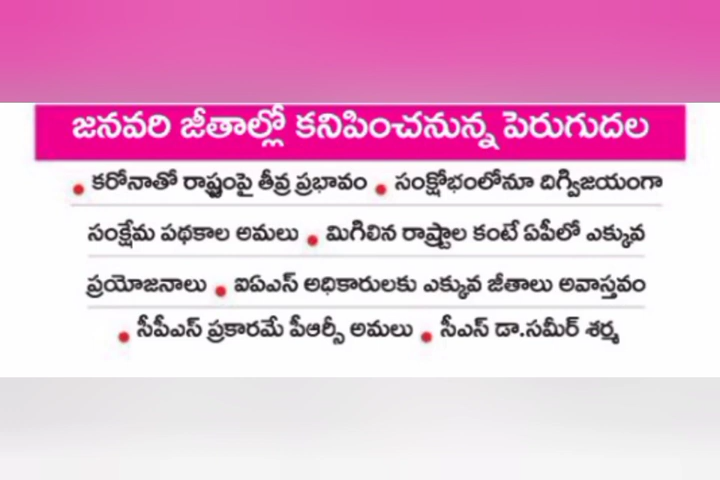 జనవరి జీతాల్లో కనిపించనున్న పెరుగుదల
• కరోనాతో రాష్ట్రంపై తీవ్ర ప్రభావం • సంక్షోభంలోనూ దిగ్విజయంగా
సంక్షేమ పథకాల అమలు • మిగిలిన రాష్ట్రాల కంటే ఏపీలో ఎక్కువ
ప్రయోజనాలు • ఐఏఎస్ అధికారులకు ఎక్కువ జీతాలు అవాస్తవం
• సీపీఎస్ ప్రకారమే పీఆర్సీ అమలు • సీఎస్ డా.సమీర్ శర్మ